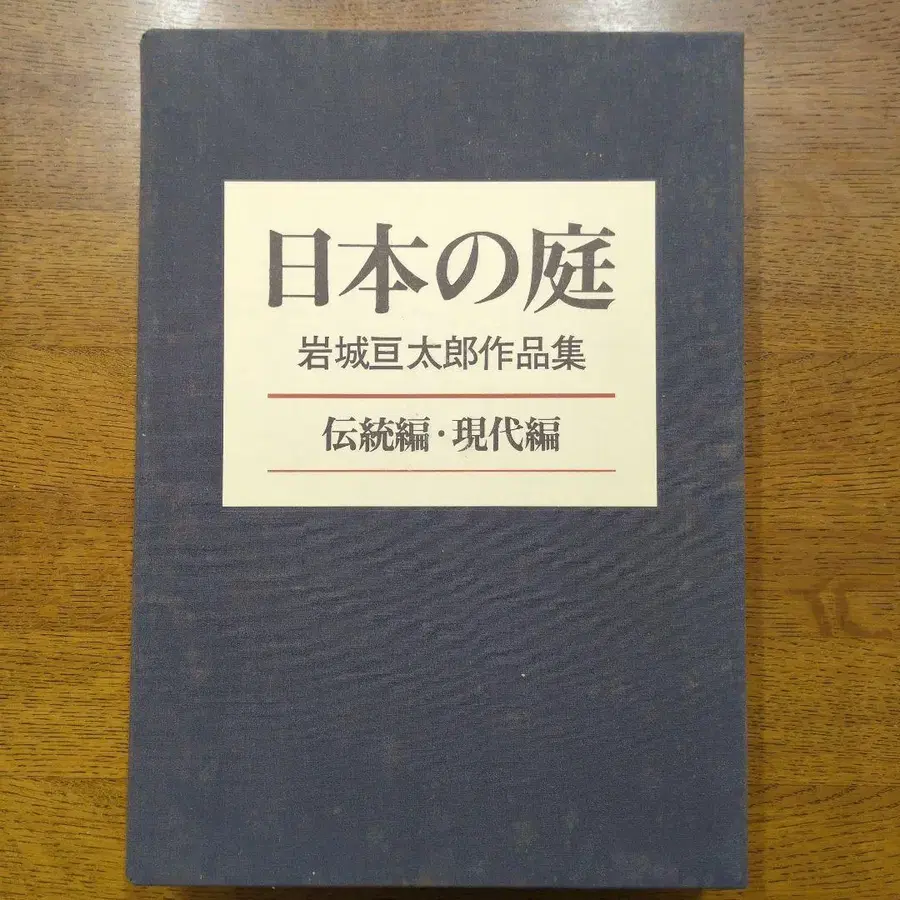 日本の庭
岩城亘太郎作品集
伝統編・現代編